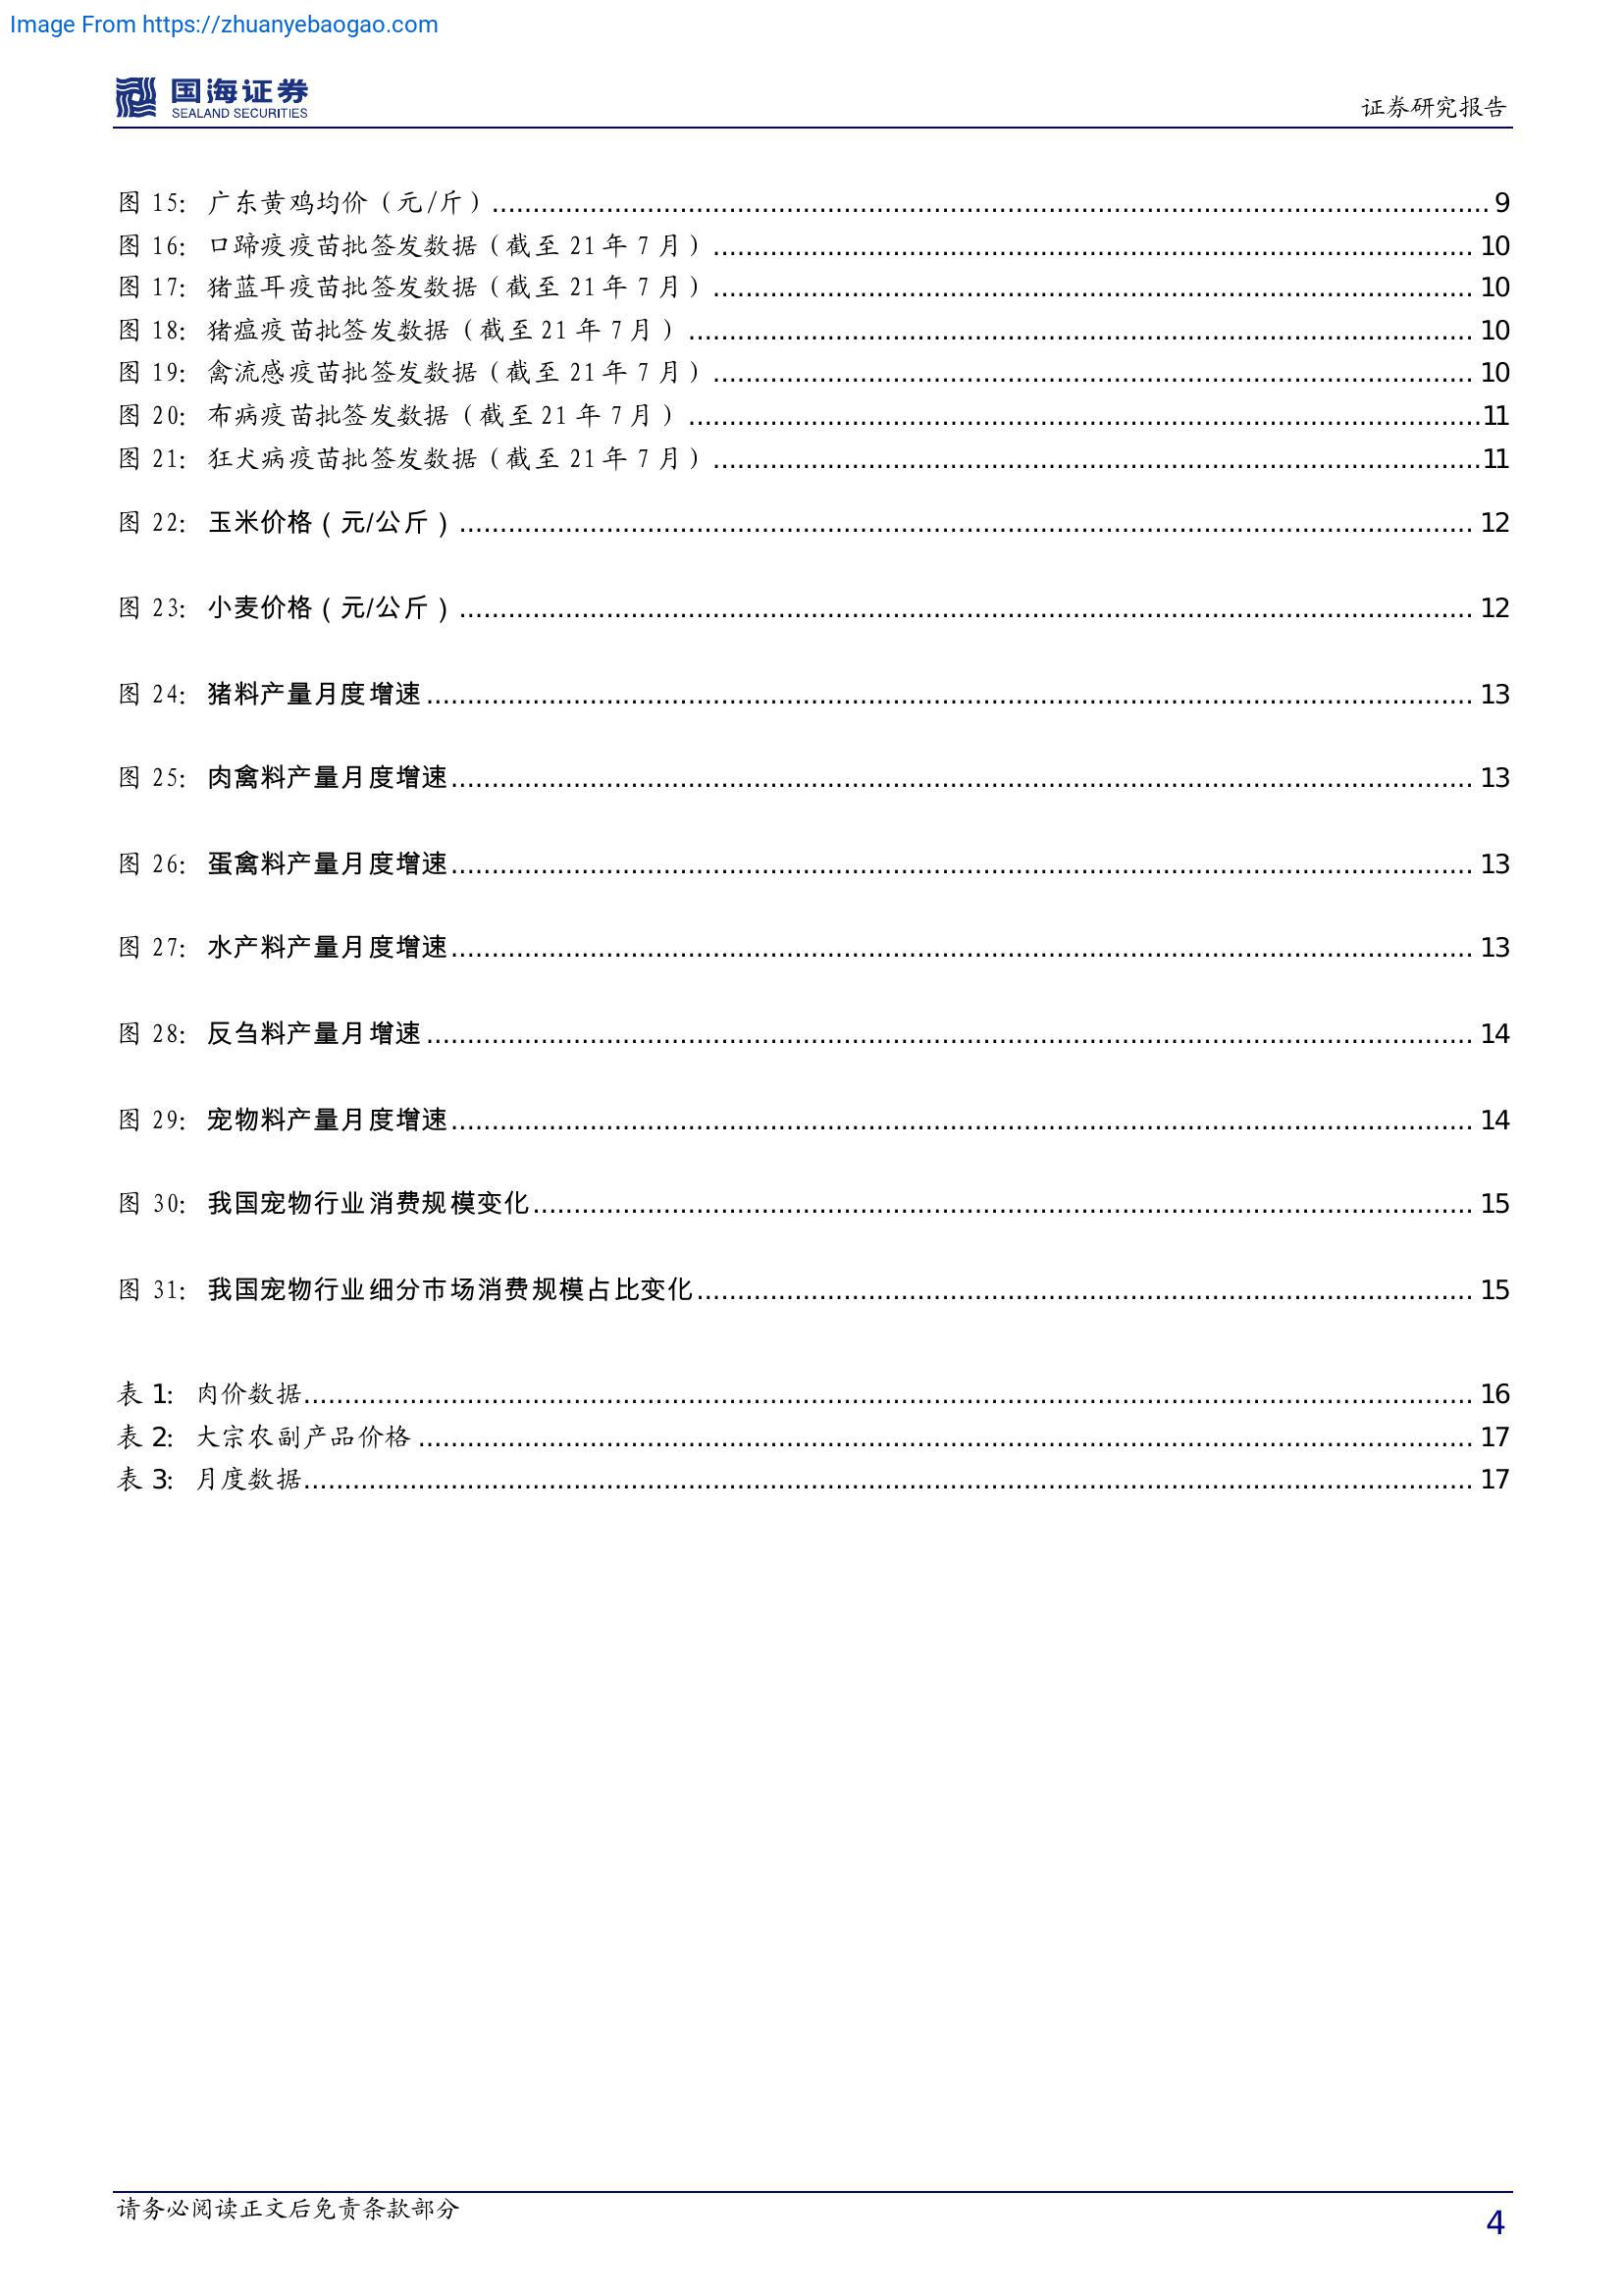 Image From https://zhuanyebaogao.com
国海证券
SEALAND SECURITIES
证券研究报告
图 15: 广东黄鸡均价（元/斤）........ 9
图 16: 口蹄疫疫苗批签发数据（截至 21 年 7 月）........ 10
图 17: 猪蓝耳疫苗批签发数据（截至 21 年 7 月）........ 10
图 18: 猪瘟疫苗批签发数据（截至 21 年 7 月）........ 10
图 19: 禽流感疫苗批签发数据（截至 21 年 7 月）........ 10
图 20: 布病疫苗批签发数据（截至 21 年 7 月）........ 11
图 21: 狂犬病疫苗批签发数据（截至 21 年 7 月）........ 11
图 22: 玉米价格（元/公斤）........ 12
图 23: 小麦价格（元/公斤）........ 12
图 24: 猪料产量月度增速........ 13
图 25: 肉禽料产量月度增速........ 13
图 26: 蛋禽料产量月度增速........ 13
图 27: 水产料产量月度增速........ 13
图 28: 反刍料产量月增速........ 14
图 29: 宠物料产量月度增速........ 14
图 30: 我国宠物行业消费规模变化........ 15
图 31: 我国宠物行业细分市场消费规模占比变化........ 15
表 1: 肉价数据........ 16
表 2: 大宗农副产品价格........ 17
表 3: 月度数据........ 17
请务必阅读正文后免责条款部分
4